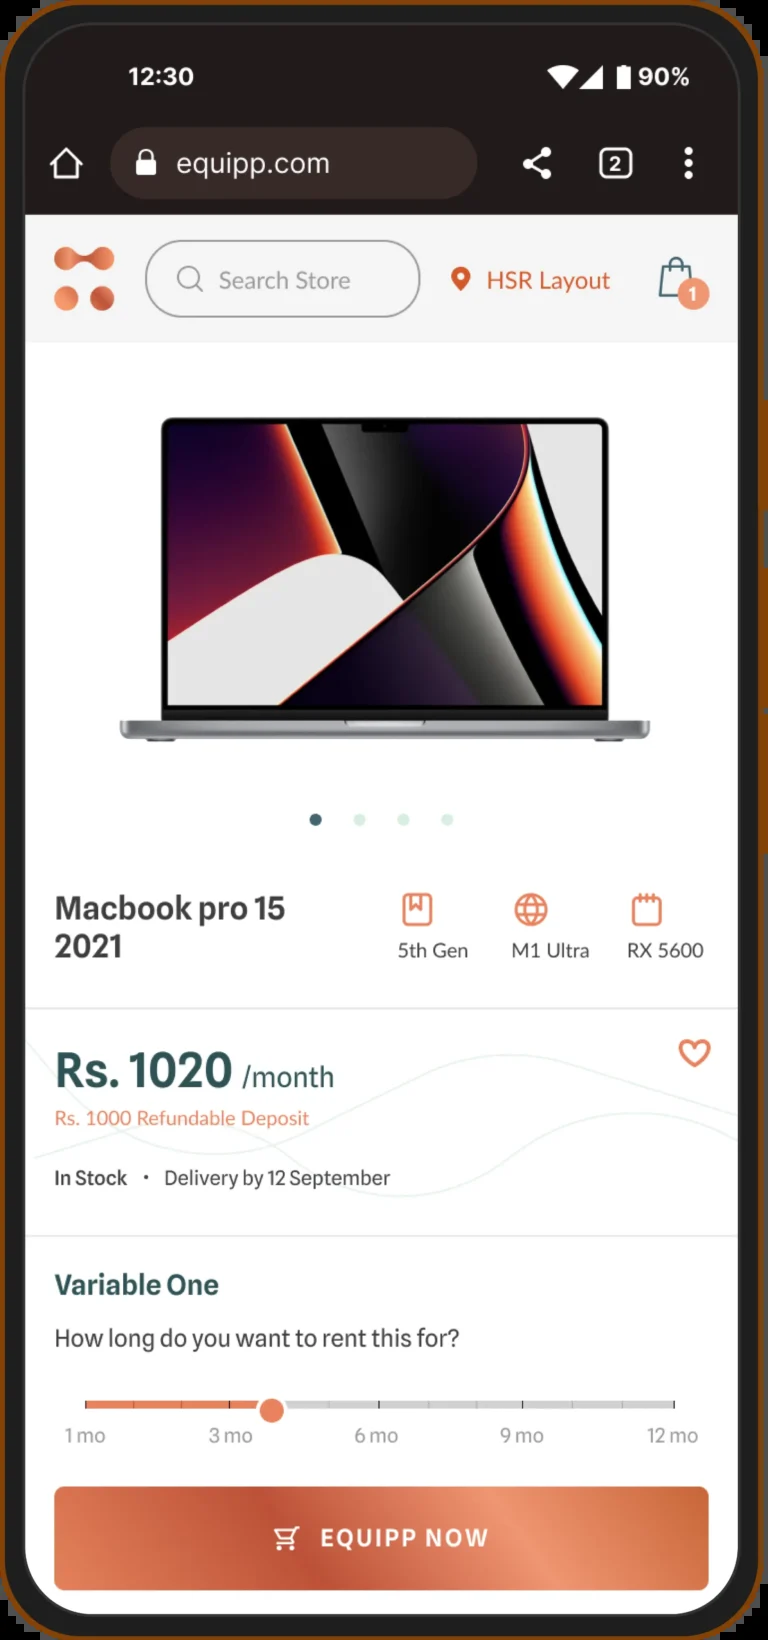 12:30 90%
equipp.com 2
Search Store HSR Layout 1
Macbook pro 15
2021
5th Gen M1 Ultra RX 5600
Rs. 1020 /month
Rs. 1000 Refundable Deposit
In Stock • Delivery by 12 September
Variable One
How long do you want to rent this for?
1 mo 3 mo 6 mo 9 mo 12 mo
EQUIPP NOW